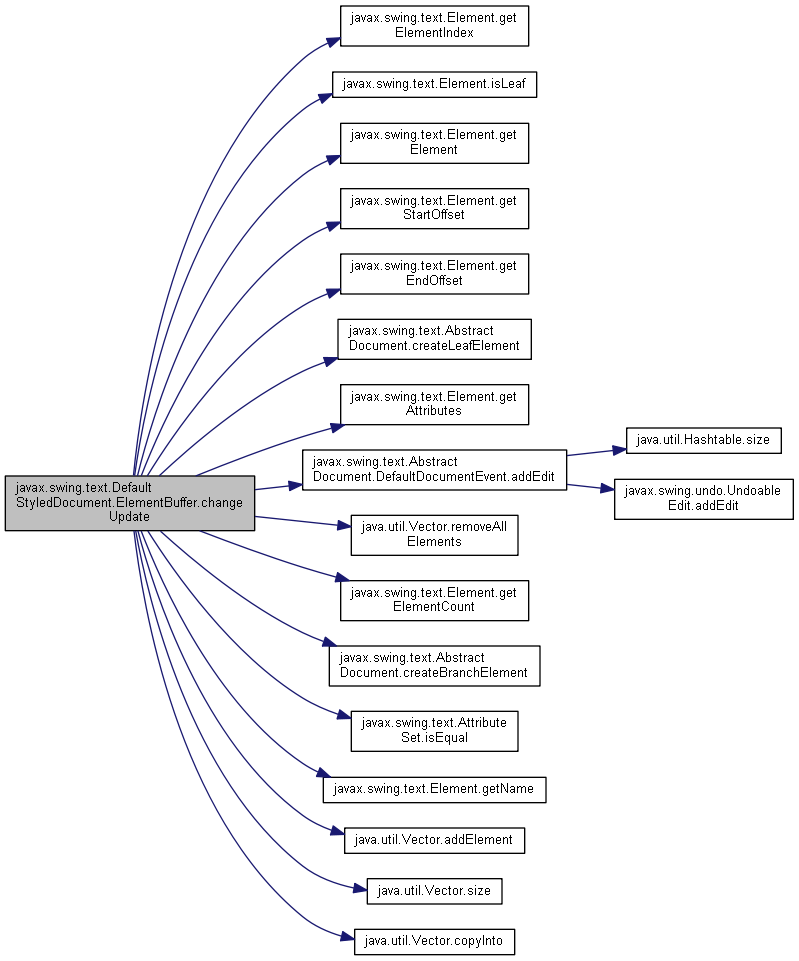 javax.swing.text.Element.get
ElementIndex
javax.swing.text.Element.isLeaf
javax.swing.text.Element.get
Element
javax.swing.text.Element.get
StartOffset
javax.swing.text.Element.get
EndOffset
javax.swing.text.Abstract
Document.createLeafElement
javax.swing.text.Element.get
Attributes
javax.swing.text.Abstract
Document.DefaultDocumentEvent.addEdit
java.util.Hashtable.size
javax.swing.undo.Undoable
Edit.addEdit
javax.swing.text.Default
StyledDocument.ElementBuffer.change
Update
java.util.Vector.removeAll
Elements
javax.swing.text.Element.get
ElementCount
javax.swing.text.Abstract
Document.createBranchElement
javax.swing.text.Attribute
Set.isEqual
javax.swing.text.Element.getName
java.util.Vector.addElement
java.util.Vector.size
java.util.Vector.copyInto